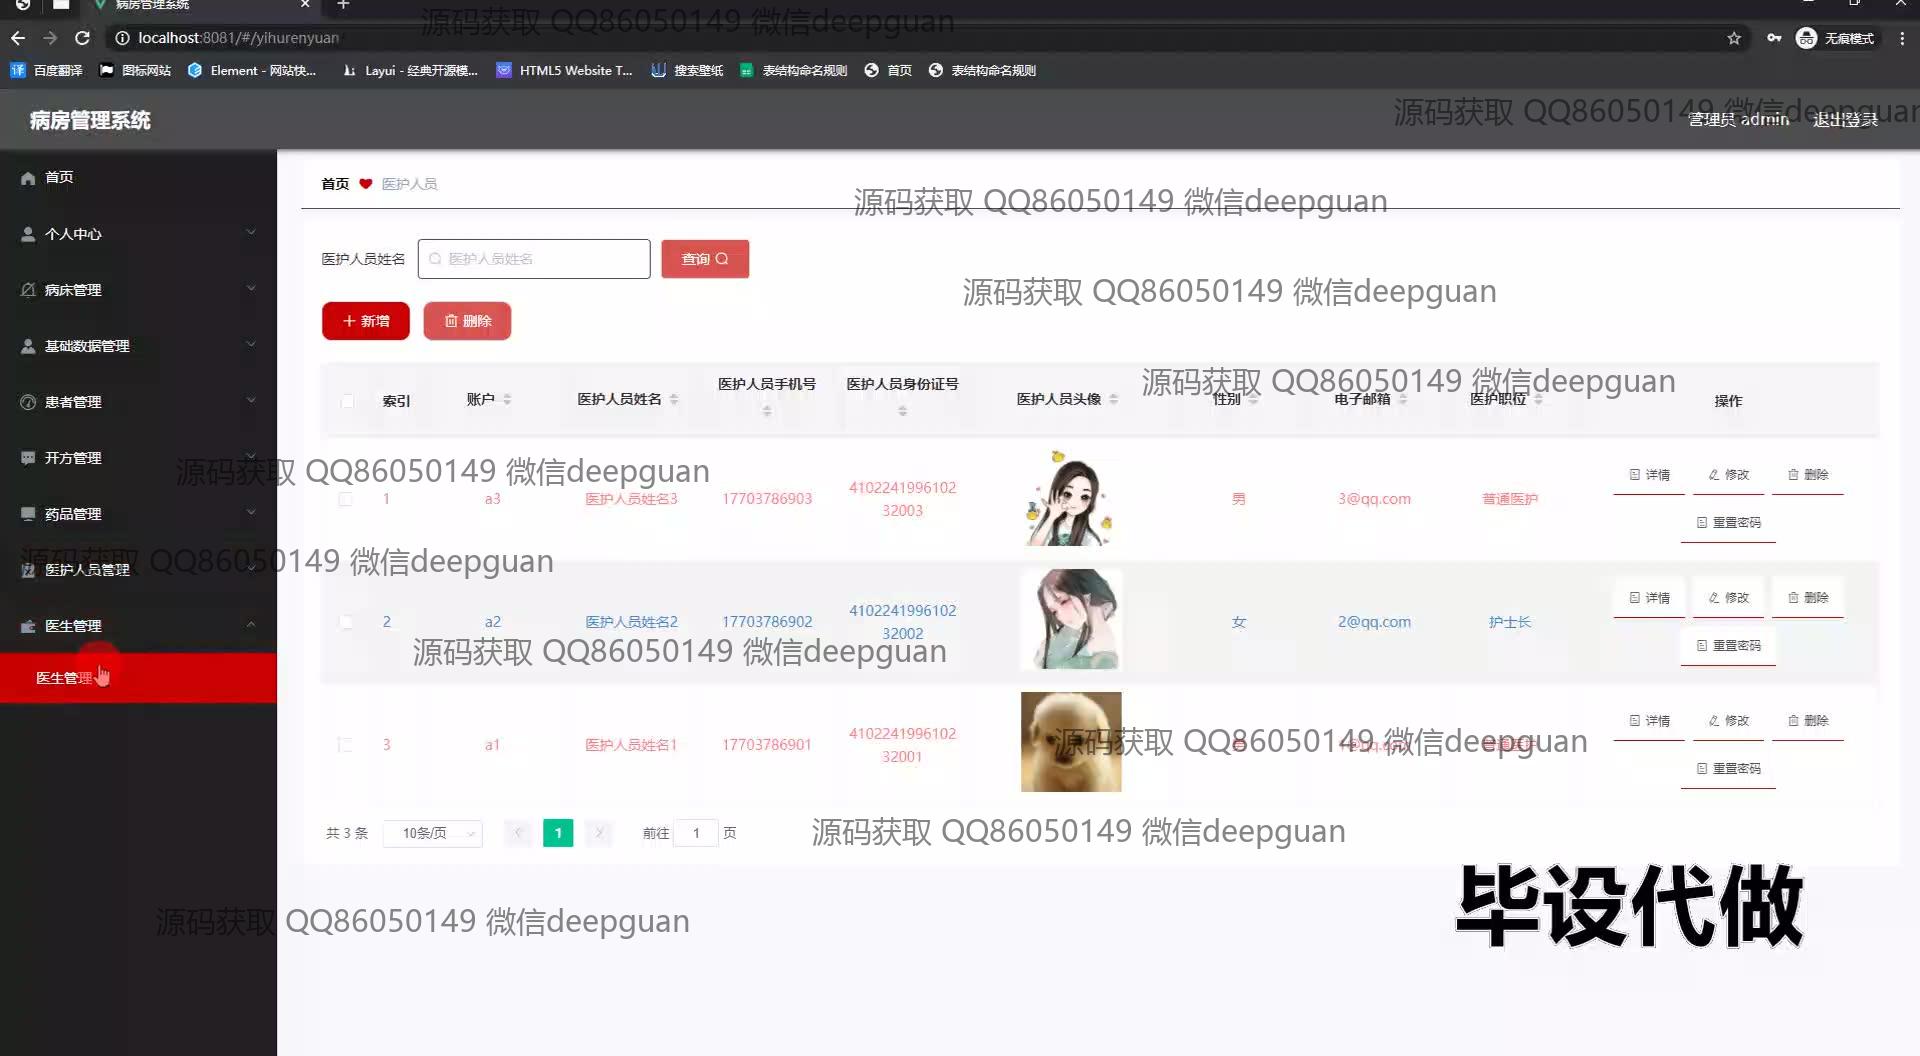 病房管理系统
localhost:8081/#/yihurenyuan
无痕模式
百度翻译
图标网站
Element - 网站快...
Layui - 经典开源模...
HTML5 Website T...
搜索壁纸
表结构命名规则
首页
表结构命名规则
源码获取 QQ86050149 微信deepguan
病房管理系统
管理员 admin
退出登录
源码获取 QQ86050149 微信deepguan
首页
个人中心
病床管理
基础数据管理
患者管理
开方管理
药品管理
医护人员管理
医生管理
医生管理
首页 医护人员
源码获取 QQ86050149 微信deepguan
医护人员姓名 医护人员姓名 查询
源码获取 QQ86050149 微信deepguan
新增 删除
源码获取 QQ86050149 微信deepguan
索引 账户 医护人员姓名 医护人员手机号 医护人员身份证号 医护人员头像 性别 电子邮箱 医护职位 操作
源码获取 QQ86050149 微信deepguan
1 a3 医护人员姓名3 17703786903 4102241996102 32003 男 3@qq.com 普通医护
详情 修改 删除
重置密码
源码获取 QQ86050149 微信deepguan
2 a2 医护人员姓名2 17703786902 4102241996102 32002 女 2@qq.com 护士长
详情 修改 删除
重置密码
源码获取 QQ86050149 微信deepguan
3 a1 医护人员姓名1 17703786901 4102241996102 32001 普通医护
详情 修改 删除
重置密码
源码获取 QQ86050149 微信deepguan
共 3 条 10条/页 1 前往 1 页
源码获取 QQ86050149 微信deepguan
毕设代做
源码获取 QQ86050149 微信deepguan